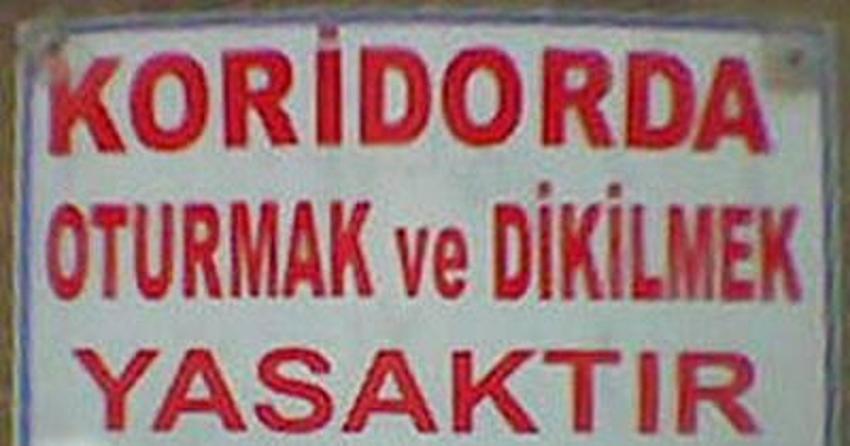 KORİDORDA
OTURMAK ve DİKİLMEK
YASAKTIR